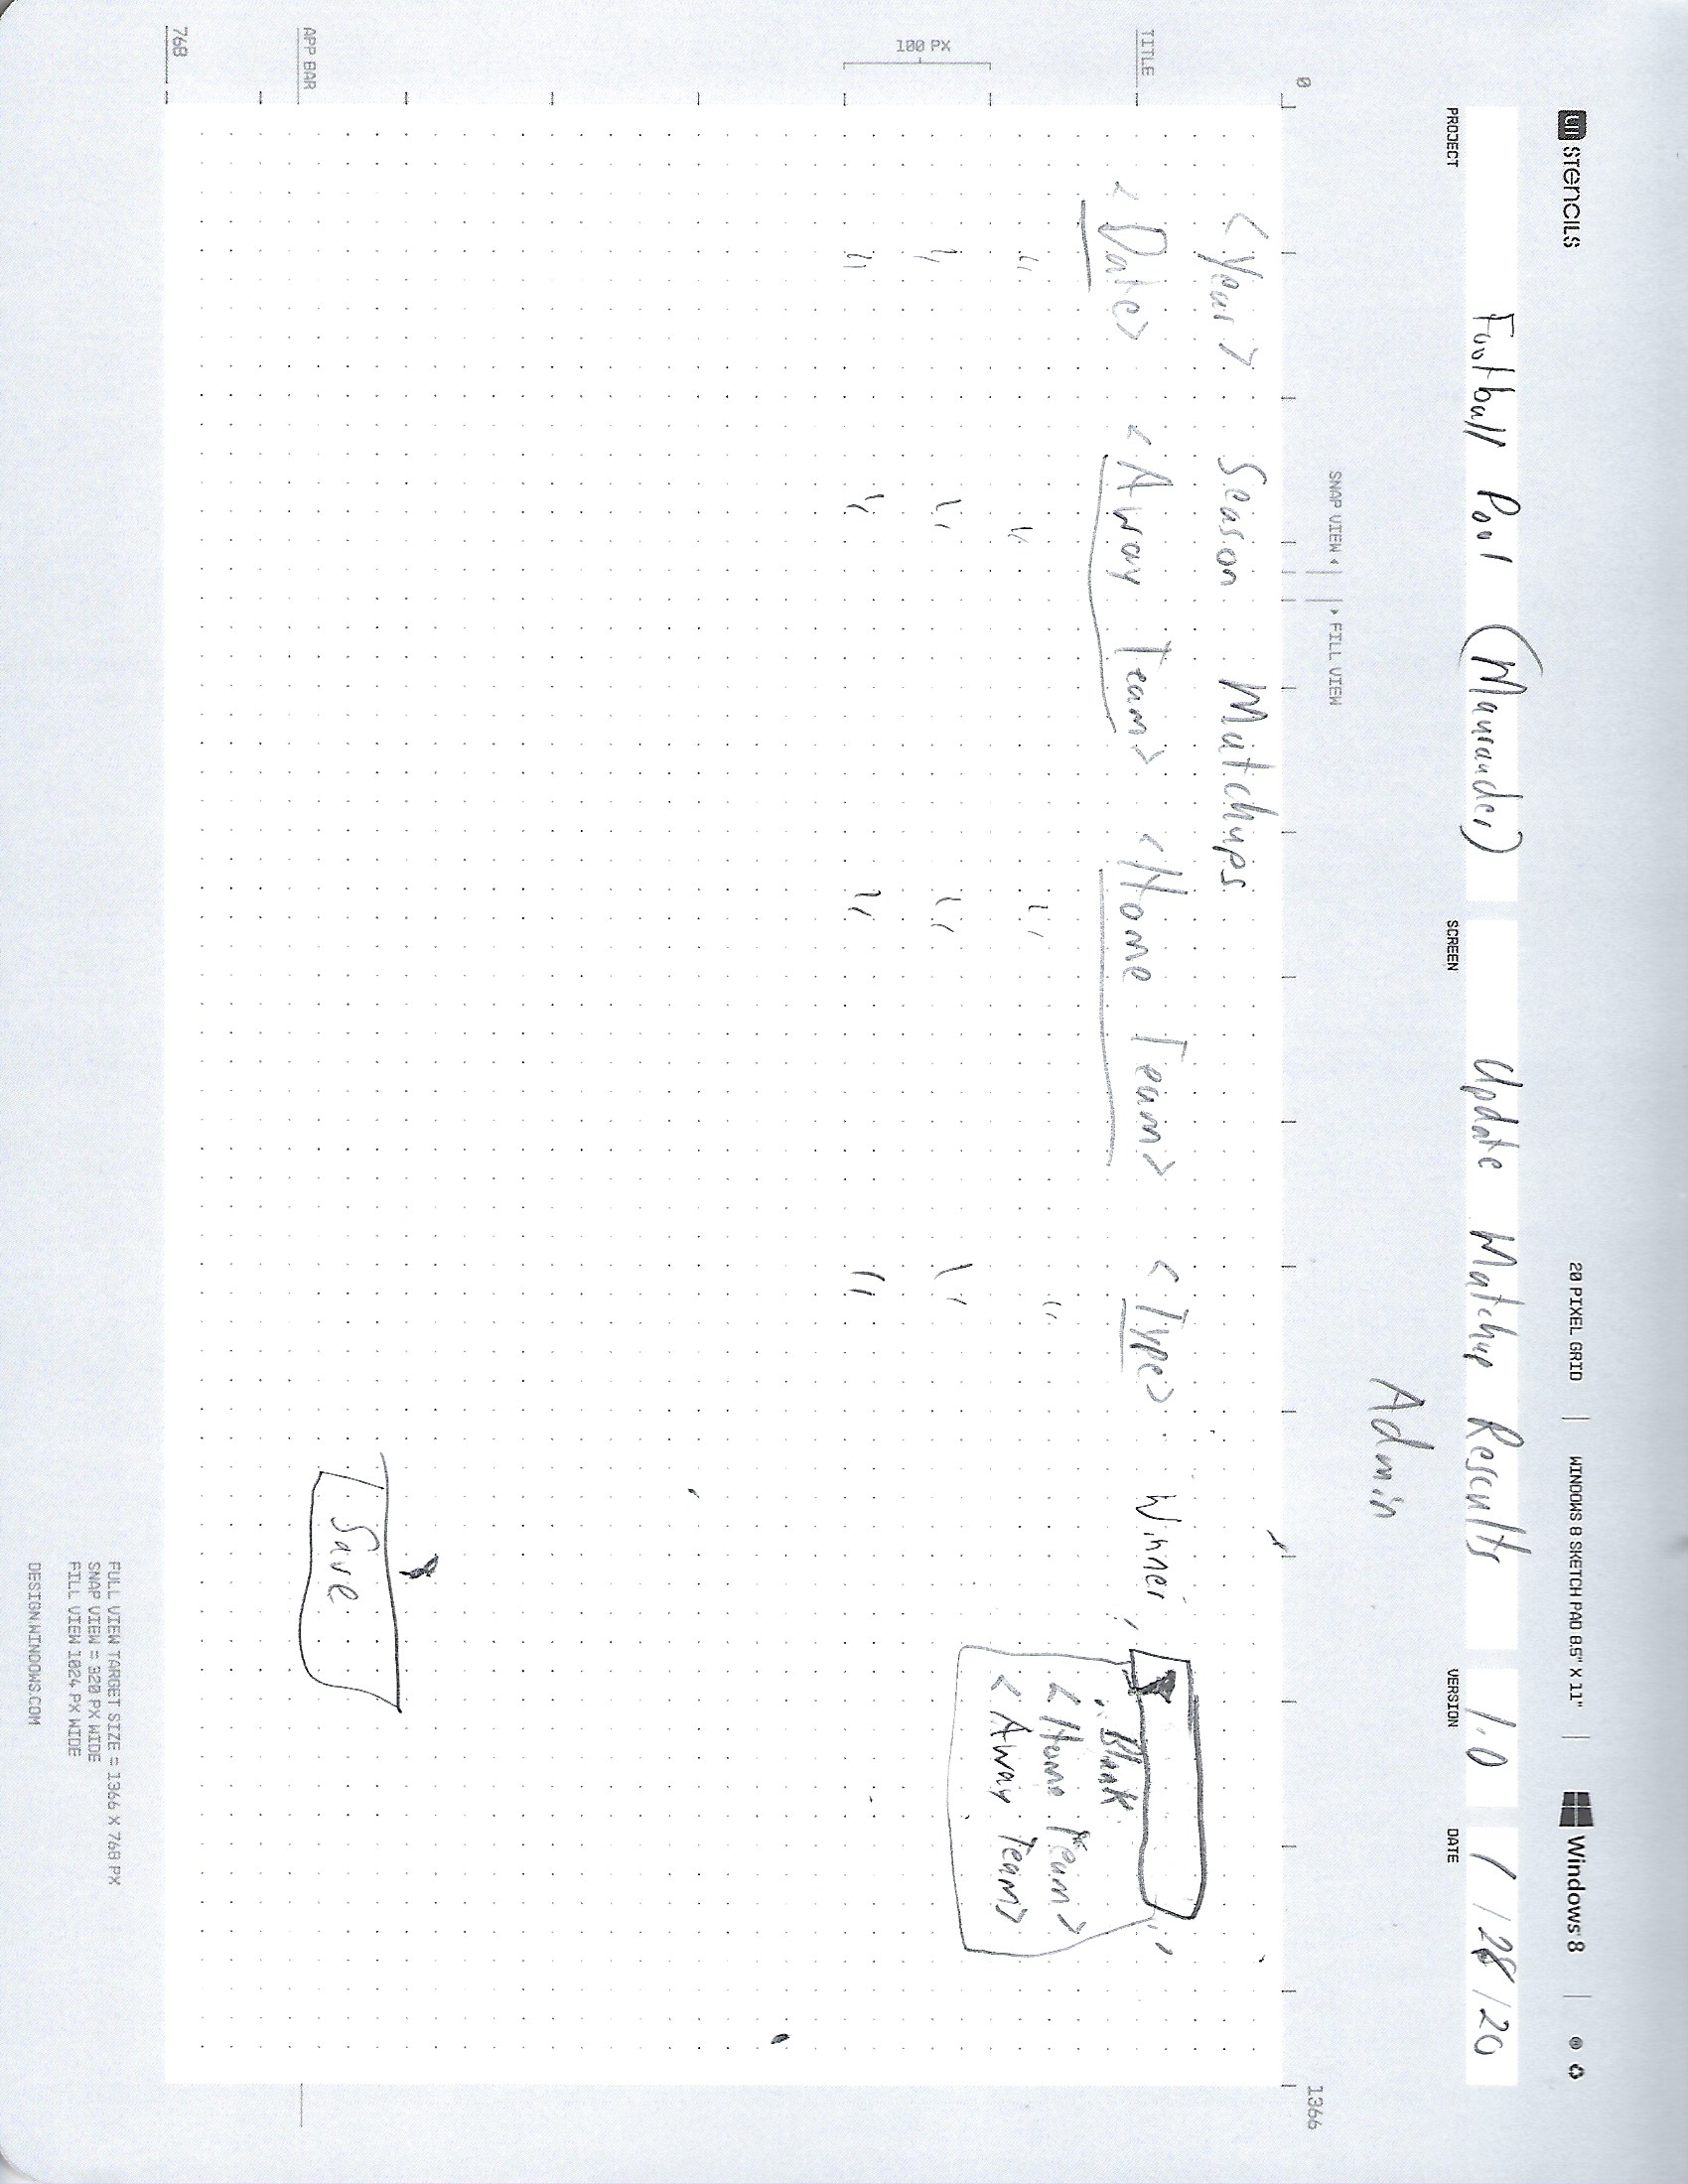 UI STENCILS
20 PIXEL GRID | WINDOWS 8 SKETCH PAD 8.5" X 11" | Windows 8
Football Pool (Maurauder) Update Matchup Rescults 1.0 1/28/20
PROJECT SCREEN VERSION DATE
Admin
SNAP VIEW FILL VIEW
0 1366
<Year> Season Matchups
TITLE
<Date> <Away Team> <Home Team> <Type> Winner
Blank
<Home Team>
<Away Team>
" " " "
" " " "
" " " "
100 PX
Save
APP BAR
768
FULL VIEW TARGET SIZE = 1366 X 768 PX
SNAP VIEW = 320 PX WIDE
FILL VIEW 1024 PX WIDE
DESIGN.WINDOWS.COM